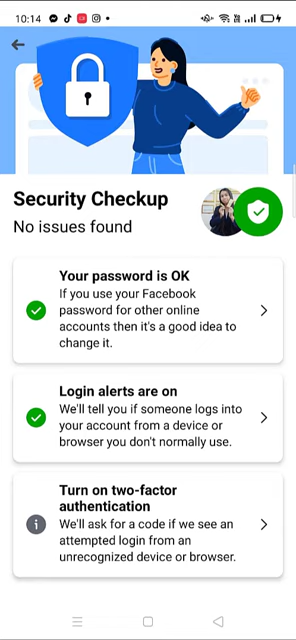 10:14
Security Checkup
No issues found
Your password is OK
If you use your Facebook
password for other online
accounts then it's a good idea to
change it.
Login alerts are on
We'll tell you if someone logs into
your account from a device or
browser you don't normally use.
Turn on two-factor
authentication
We'll ask for a code if we see an
attempted login from an
unrecognized device or browser.